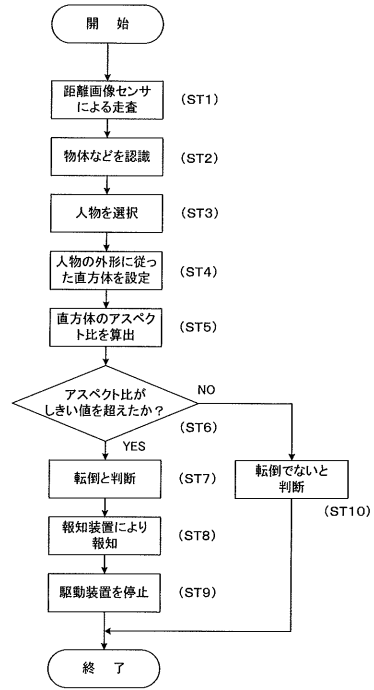 開 始
距離画像センサ
による走査
(ST1)
物体などを認識
(ST2)
人物を選択
(ST3)
人物の外形に従っ
た直方体を設定
(ST4)
直方体のアスペク
ト比を算出
(ST5)
アスペクト比が
しきい値を超えたか？
(ST6)
NO
YES
転倒と判断
(ST7)
転倒でないと
判断
(ST10)
報知装置により
報知
(ST8)
駆動装置を停止
(ST9)
終 了